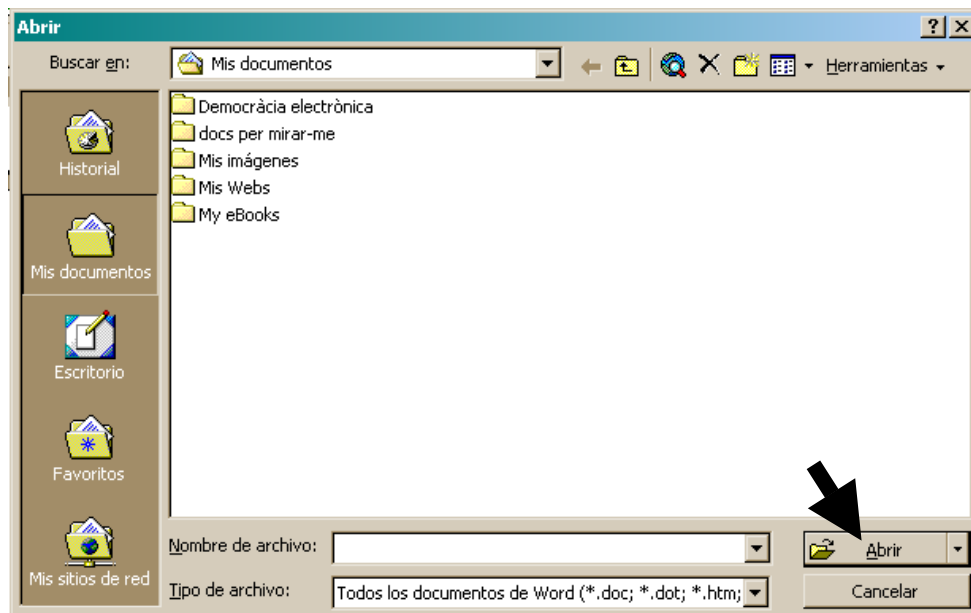 Abrir
Buscar en: Mis documentos Herramientas
Historial
Mis documentos
Escritorio
Favoritos
Mis sitios de red
Democràcia electrònica
docs per mirar-me
Mis imágenes
Mis Webs
My eBooks
Nombre de archivo: Abrir
Tipo de archivo: Todos los documentos de Word (*.doc; *.dot; *.htm; Cancelar